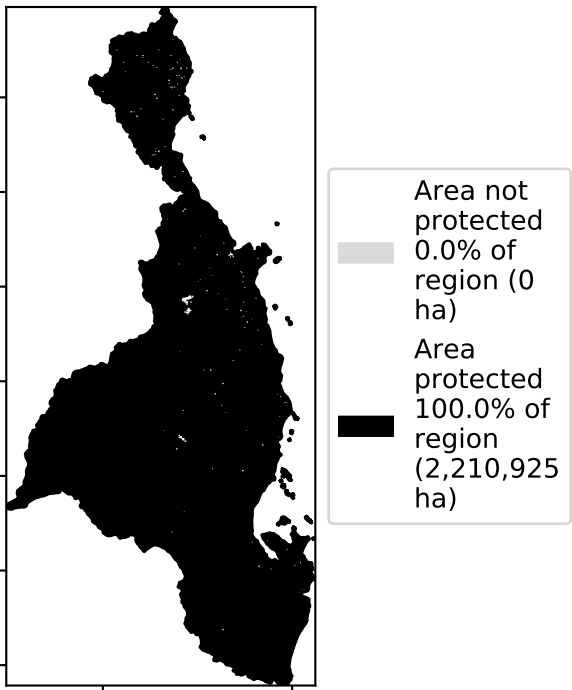 Area not
protected
0.0% of
region (0
ha)
Area
protected
100.0% of
region
(2,210,925
ha)